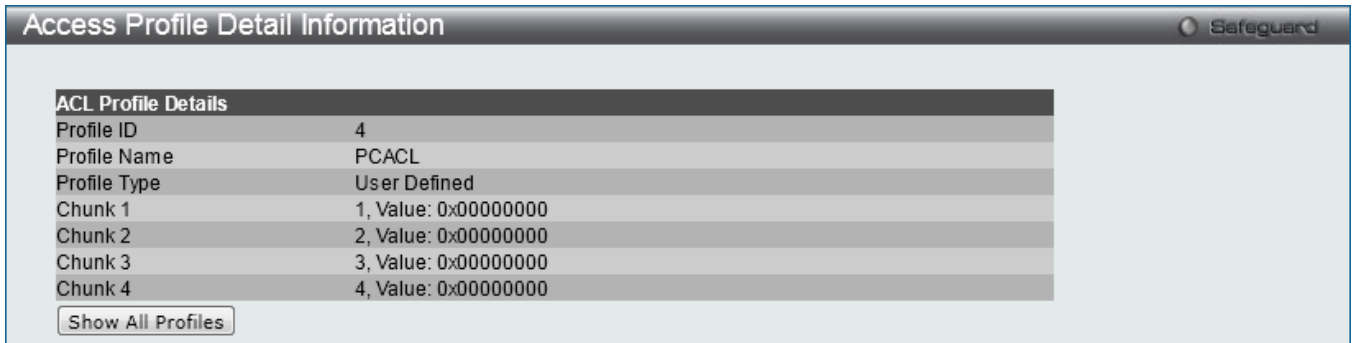 Access Profile Detail Information
Safeguard
ACL Profile Details
Profile ID 4
Profile Name PCACL
Profile Type User Defined
Chunk 1 1, Value: 0x00000000
Chunk 2 2, Value: 0x00000000
Chunk 3 3, Value: 0x00000000
Chunk 4 4, Value: 0x00000000
Show All Profiles